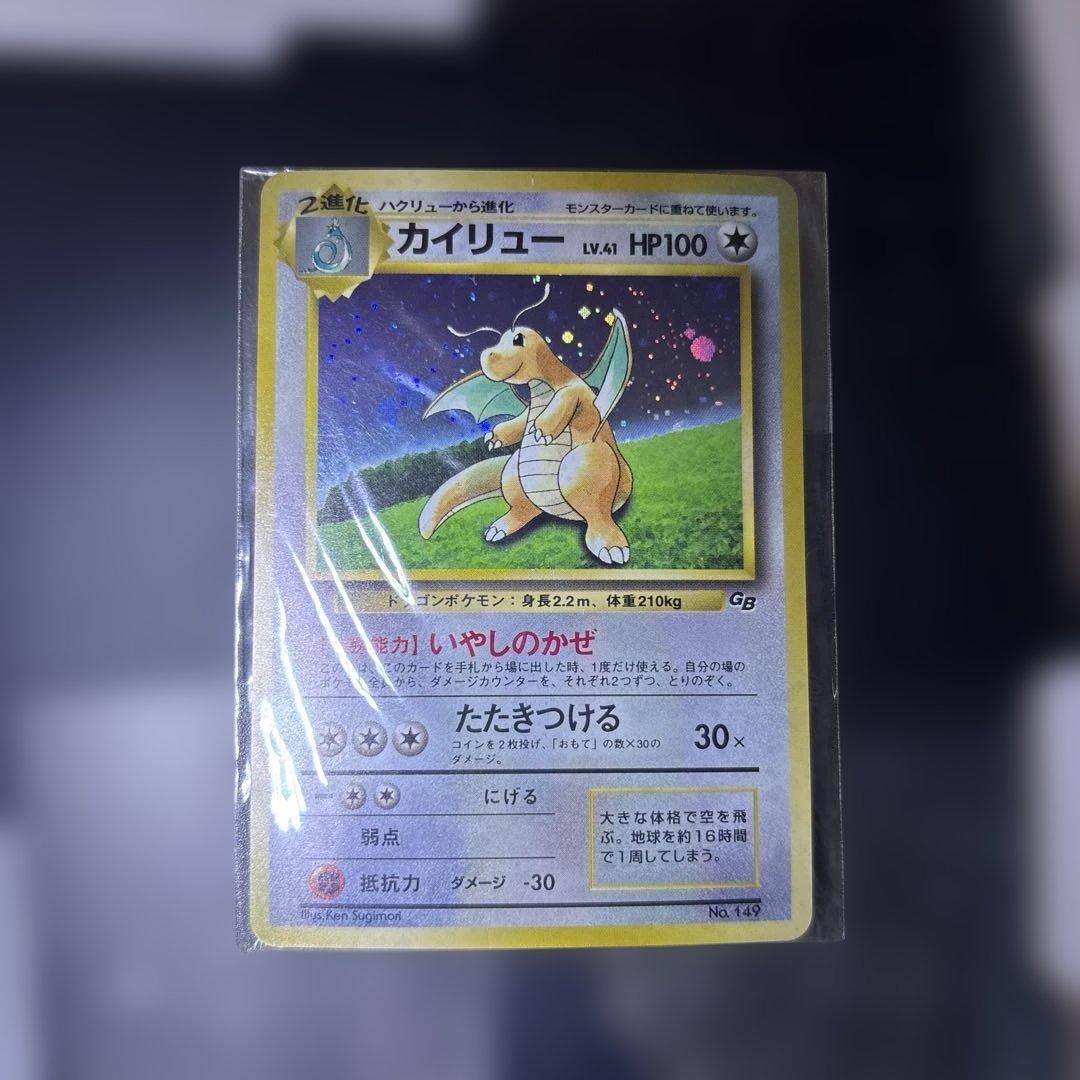 2進化
ハクリューから進化
モンスターカードに重ねて使います。
カイリュー LV.41 HP100
ドラゴンポケモン：身長2.2m、体重210kg
GB
能力】いやしのかぜ
このカードを手札から場に出した時、1度だけ使える。自分の場の
から、ダメージカウンターを、それぞれ2つずつ、とりのぞく。
たたきつける
30×
コインを2枚投げ、「おもて」の数×30の
ダメージ。
にげる
弱点
抵抗力 ダメージ -30
大きな体格で空を飛
ぶ。地球を約16時間
で1周してしまう。
Illus. Ken Sugimori
No. 149